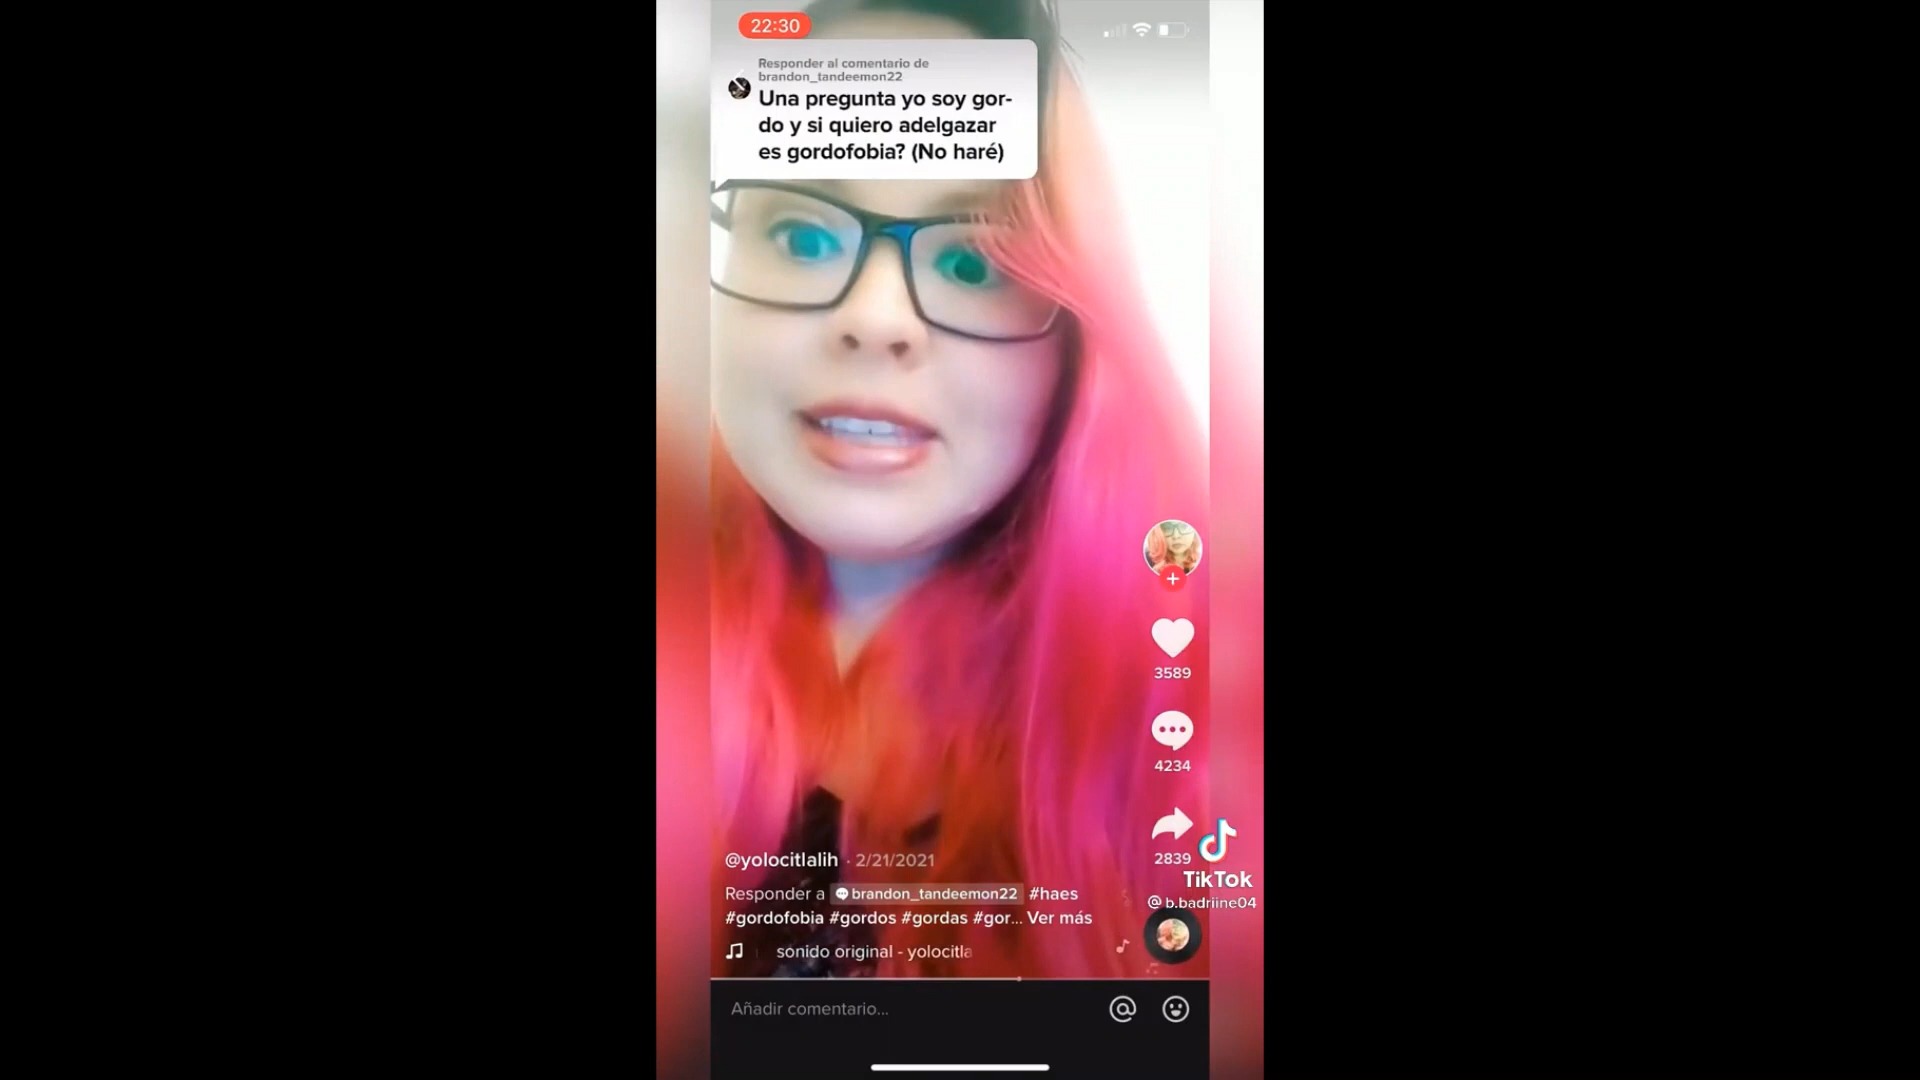 22:30
Responder al comentario de
brandon_tandeemon22
Una pregunta yo soy gor-
do y si quiero adelgazar
es gordofobia? (No haré)
3589
4234
2839
TikTok
@b.badriine04
@yolocitlalih · 2/21/2021
Responder a brandon_tandeemon22 #haes
#gordofobia #gordos #gordas #gor... Ver más
sonido original - yolocitla
Añadir comentario...